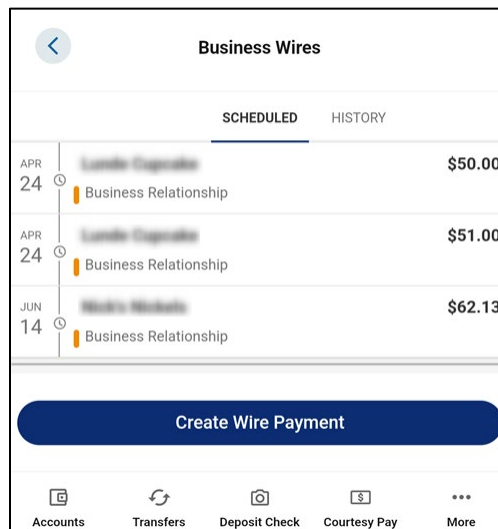 Business Wires
SCHEDULED HISTORY
APR
24
$50.00
Business Relationship
APR
24
$51.00
Business Relationship
JUN
14
$62.13
Business Relationship
Create Wire Payment
Accounts Transfers Deposit Check Courtesy Pay More